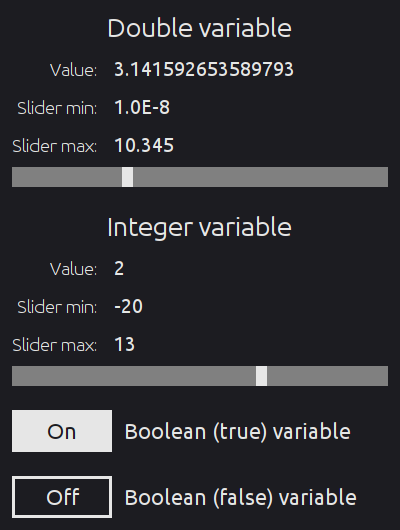 Double variable
Value: 3.141592653589793
Slider min: 1.0E-8
Slider max: 10.345
Integer variable
Value: 2
Slider min: -20
Slider max: 13
On Boolean (true) variable
Off Boolean (false) variable